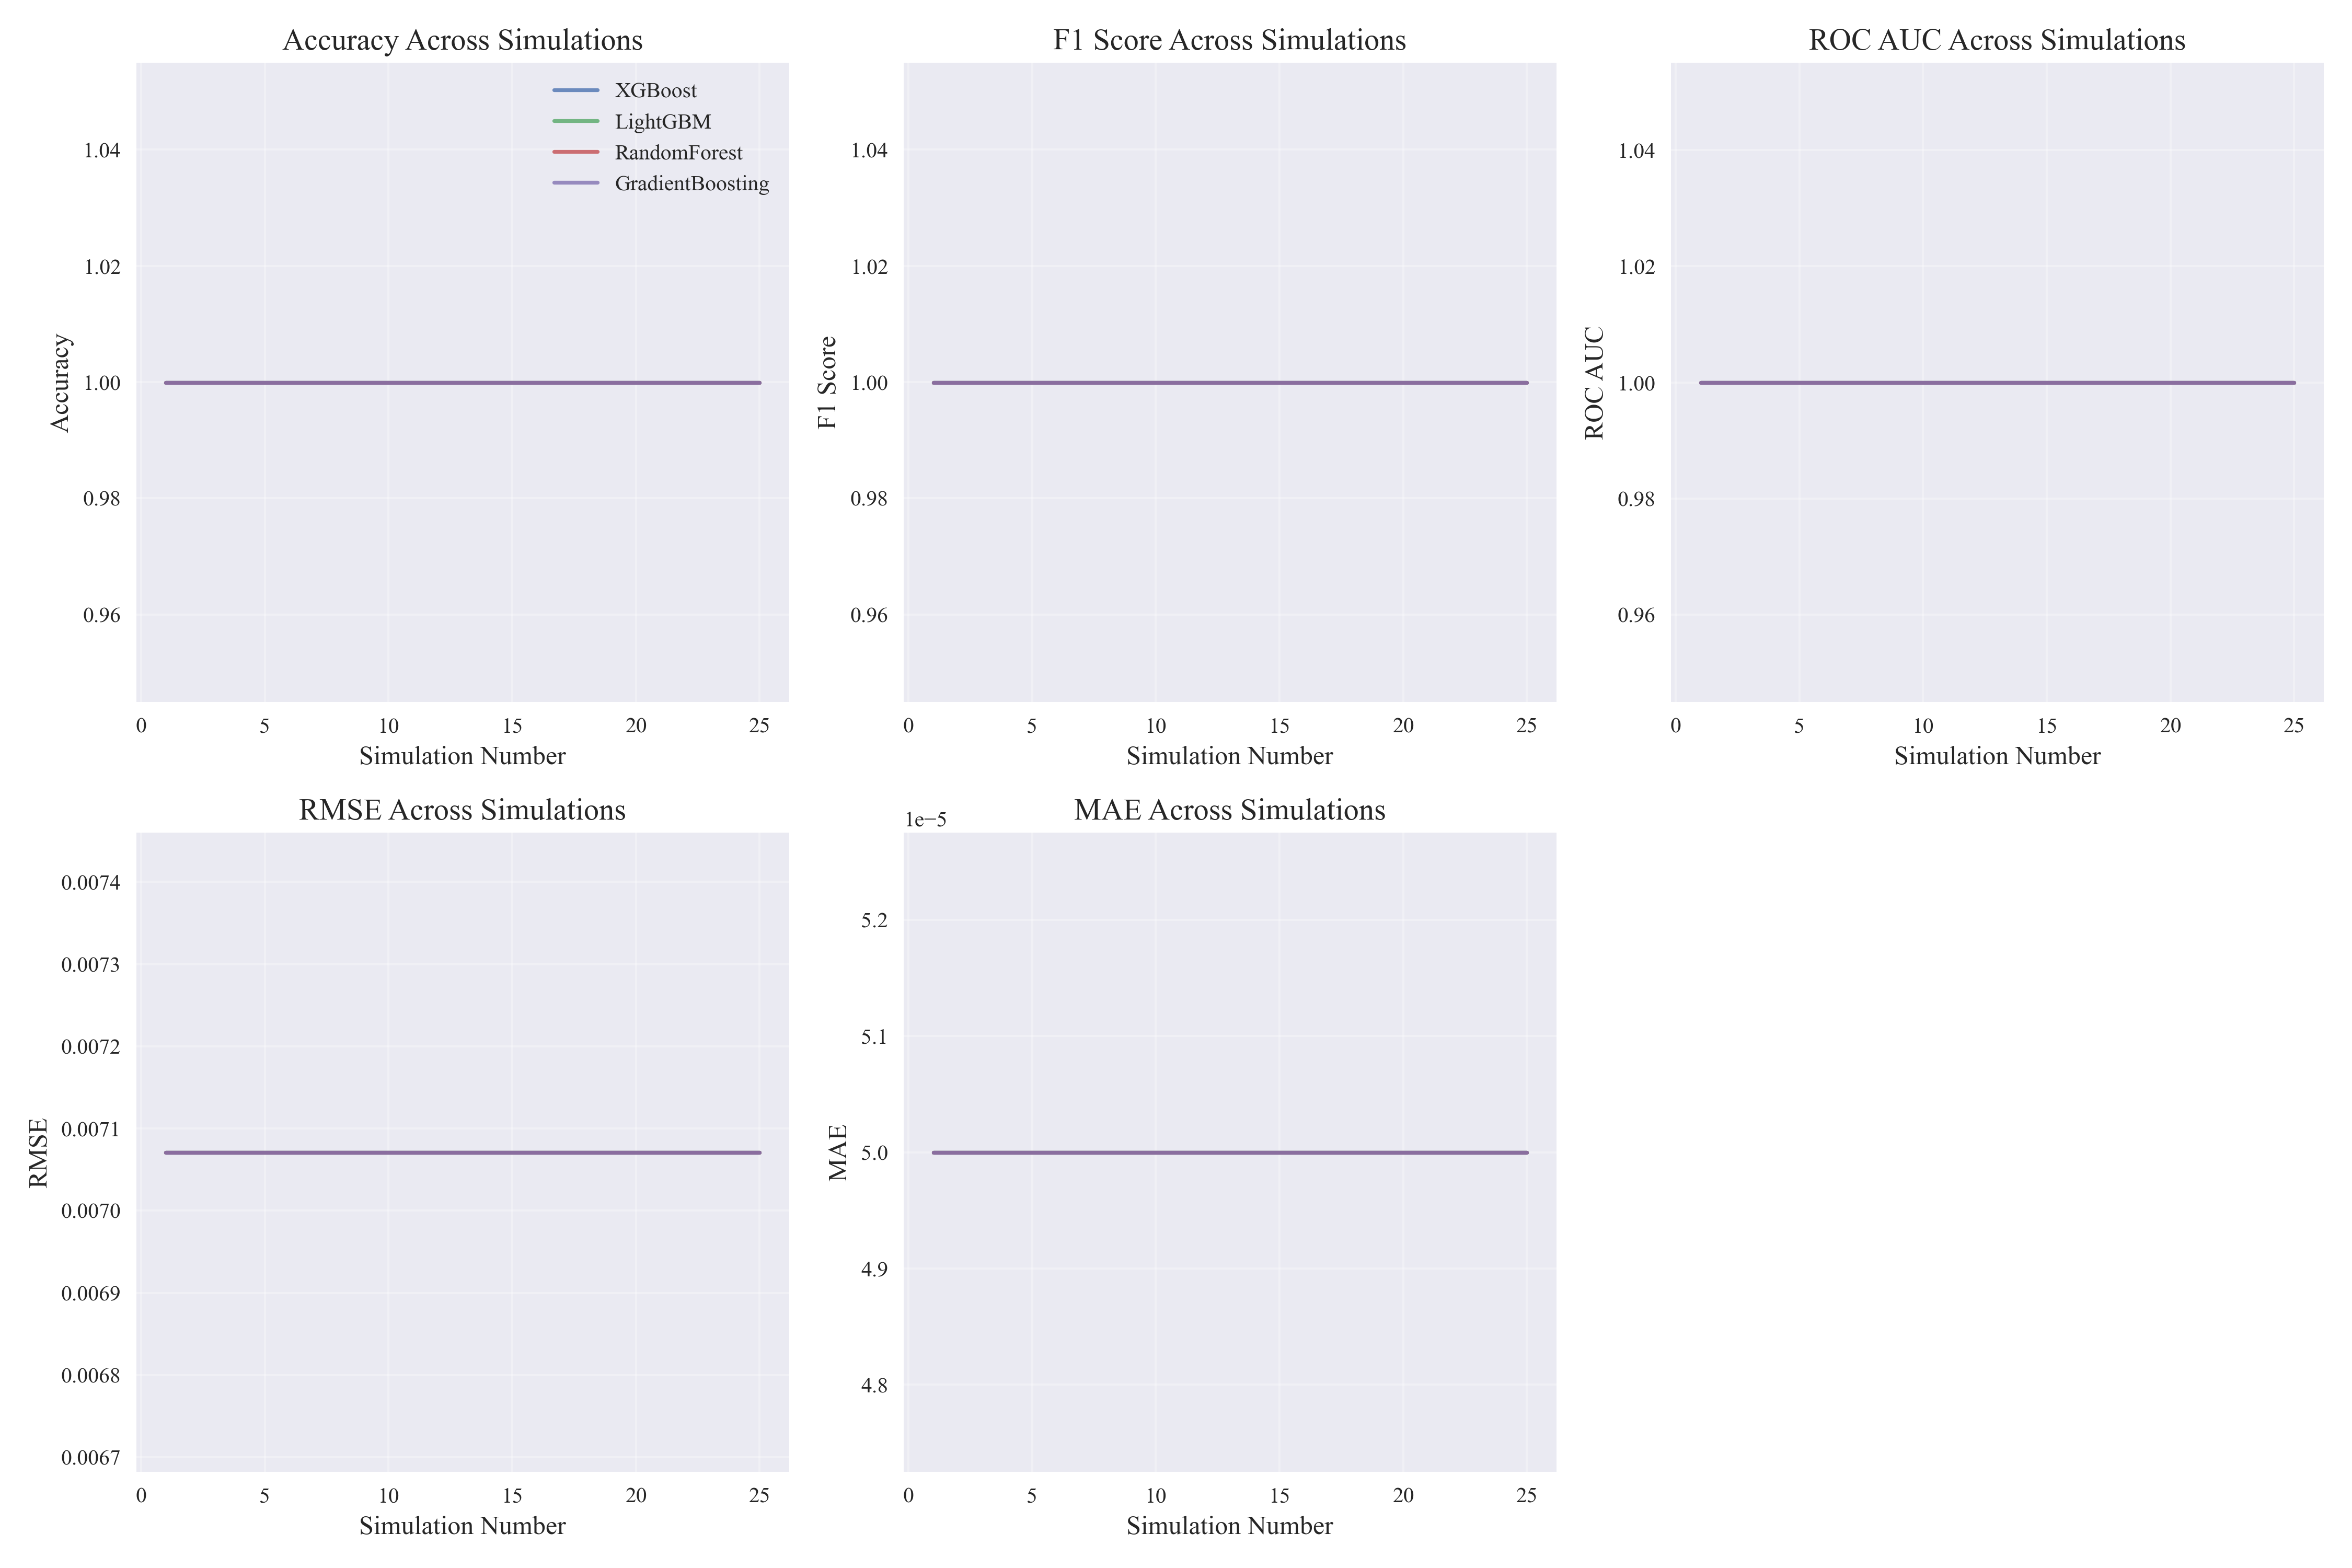 Accuracy Across Simulations
XGBoost
LightGBM
RandomForest
GradientBoosting
1.04
1.02
1.00
0.98
0.96
Accuracy
0 5 10 15 20 25
Simulation Number
F1 Score Across Simulations
1.04
1.02
1.00
0.98
0.96
F1 Score
0 5 10 15 20 25
Simulation Number
ROC AUC Across Simulations
1.04
1.02
1.00
0.98
0.96
ROC AUC
0 5 10 15 20 25
Simulation Number
RMSE Across Simulations
0.0074
0.0073
0.0072
0.0071
0.0070
0.0069
0.0068
0.0067
RMSE
0 5 10 15 20 25
Simulation Number
MAE Across Simulations
1e−5
5.2
5.1
5.0
4.9
4.8
MAE
0 5 10 15 20 25
Simulation Number